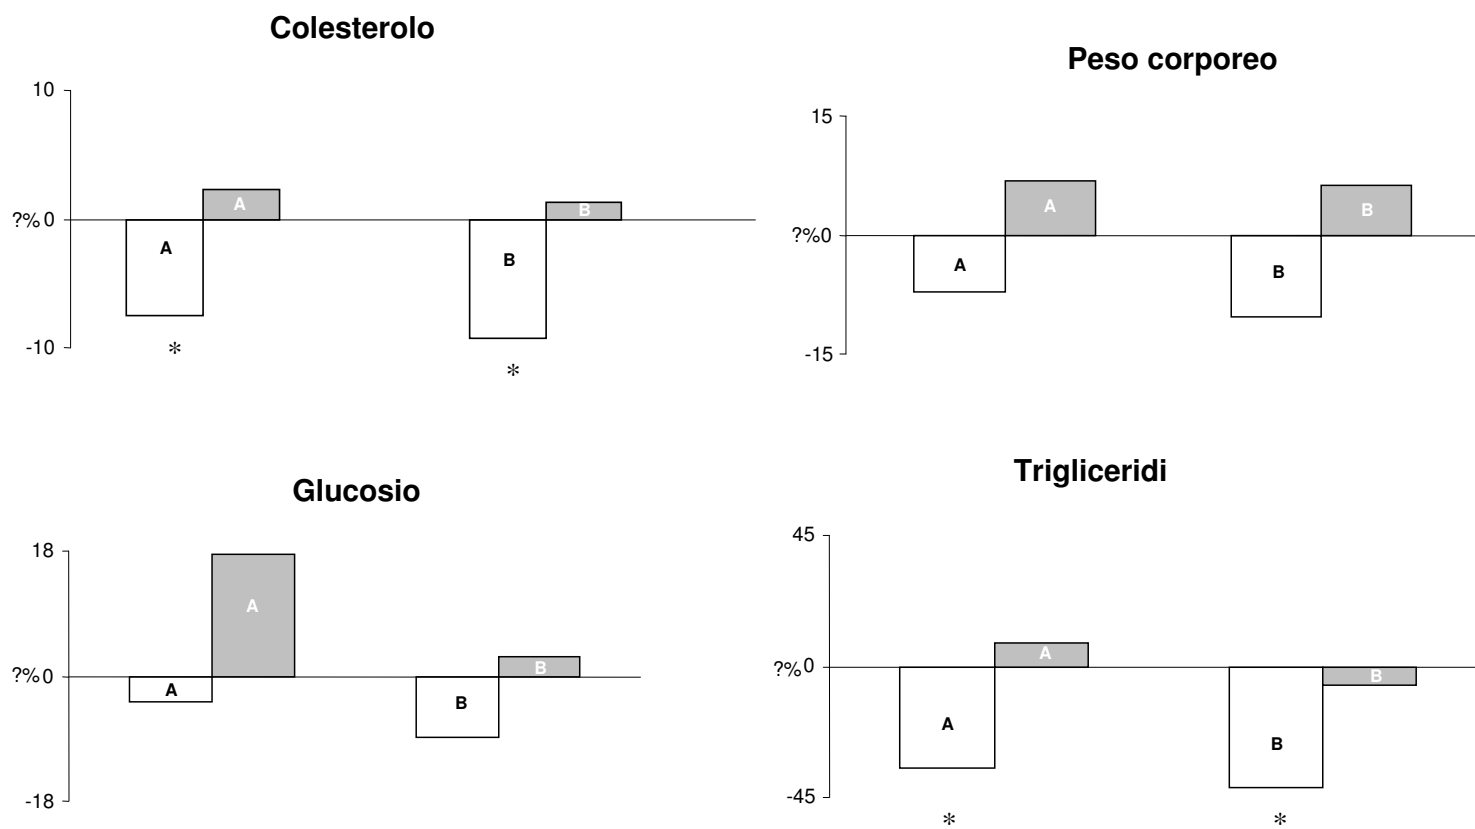 Colesterolo
10
?% 0
-10
A
A
B
B
*
*
Peso corporeo
15
?%0
-15
A
A
B
B
Glucosio
18
?% 0
-18
A
A
B
B
Trigliceridi
45
?% 0
-45
A
A
B
B
*
*